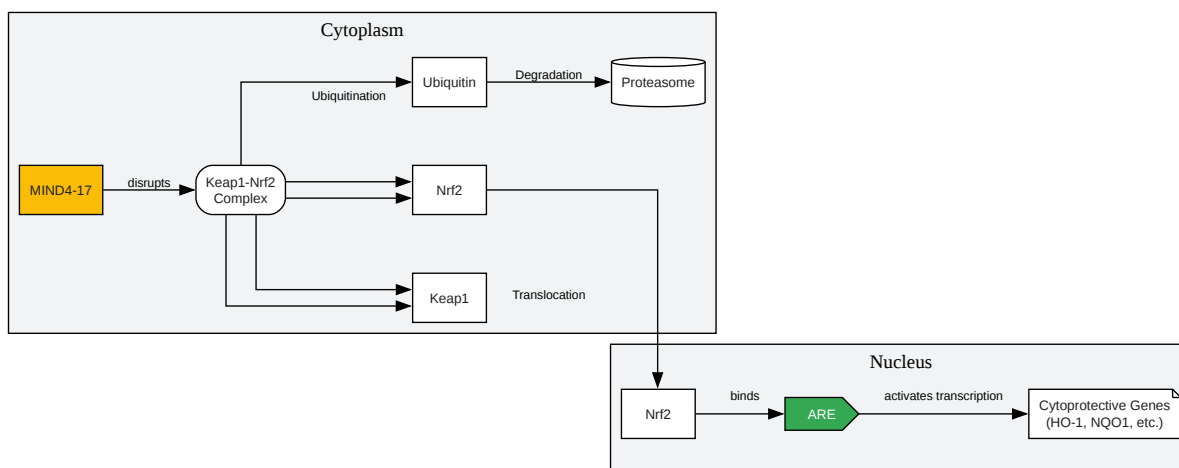 Cytoplasm
Ubiquitin
Degradation
Proteasome
Ubiquitination
MIND4-17
disrupts
Keap1-Nrf2
Complex
Nrf2
Keap1
Translocation
Nucleus
Nrf2
binds
ARE
activates transcription
Cytoprotective Genes
(HO-1, NQO1, etc.)